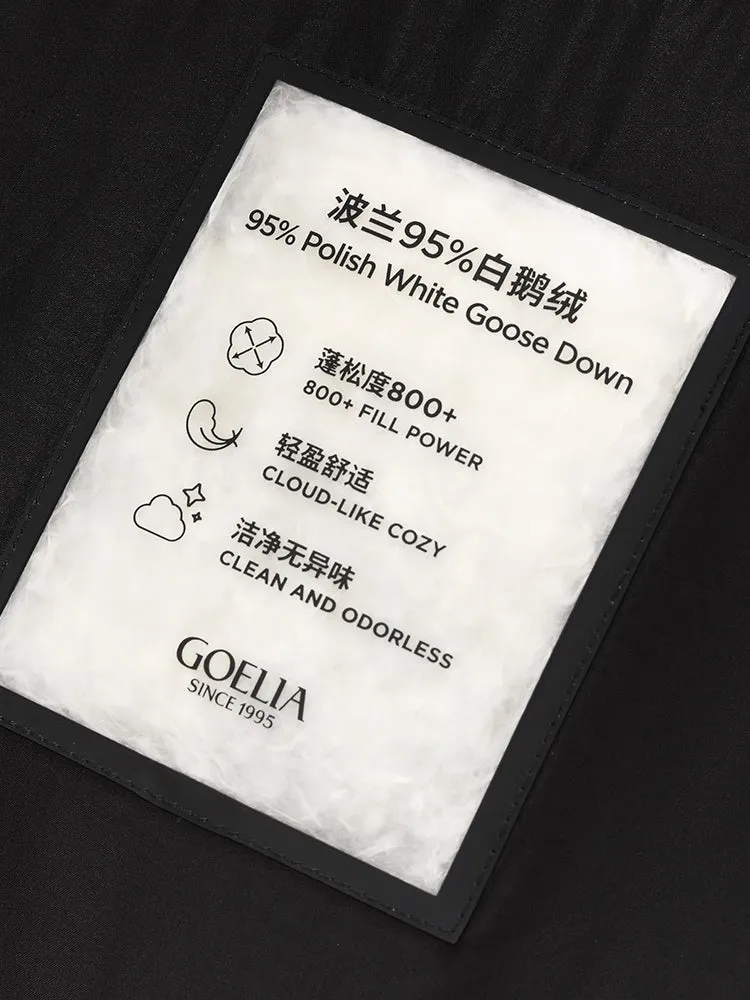 波兰95%白鹅绒
95% Polish White Goose Down
蓬松度800+
800+ FILL POWER
轻盈舒适
CLOUD-LIKE COZY
洁净无异味
CLEAN AND ODORLESS
GOELIA
SINCE 1995